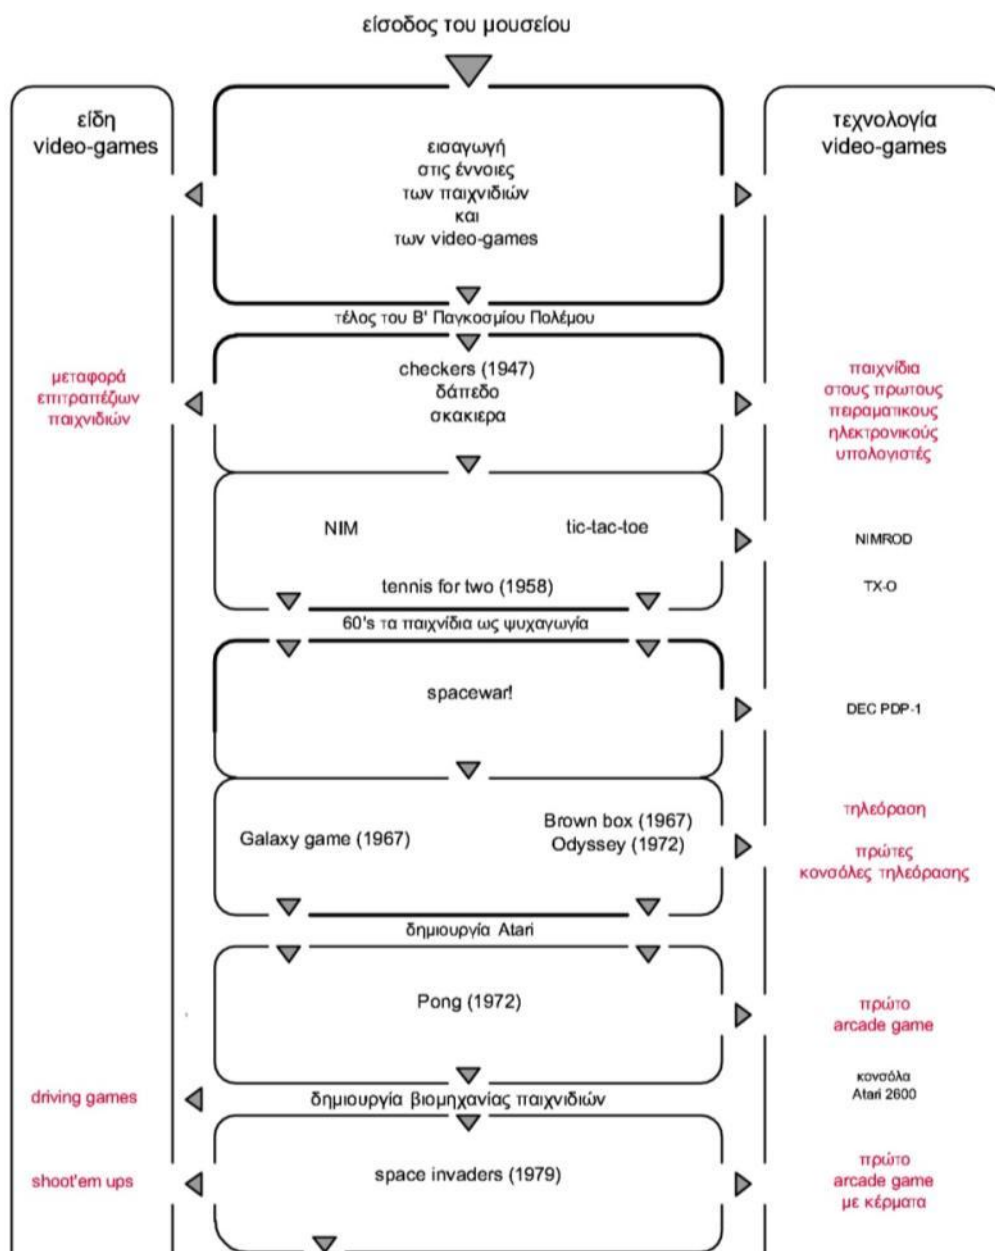 είσοδος του μουσείου
είδη
video-games
τεχνολογία
video-games
εισαγωγή
στις έννοιες
των παιχνιδιών
και
των video-games
τέλος του Β' Παγκοσμίου Πολέμου
μεταφορά
επιτραπέζιων
παιχνιδιών
checkers (1947)
δάπεδο
σκακιερα
παιχνίδια
στους πρωτους
πειραματικους
ηλεκτρονικούς
υπολογιστές
NIM
tic-tac-toe
NIMROD
tennis for two (1958)
TX-O
60's τα παιχνίδια ως ψυχαγωγία
spacewar!
DEC PDP-1
Galaxy game (1967)
Brown box (1967)
Odyssey (1972)
τηλεόραση
πρώτες
κονσόλες τηλεόρασης
δημιουργία Atari
Pong (1972)
πρώτο
arcade game
κονσόλα
Atari 2600
driving games
δημιουργία βιομηχανίας παιχνιδιών
shoot'em ups
space invaders (1979)
πρώτο
arcade game
με κέρματα